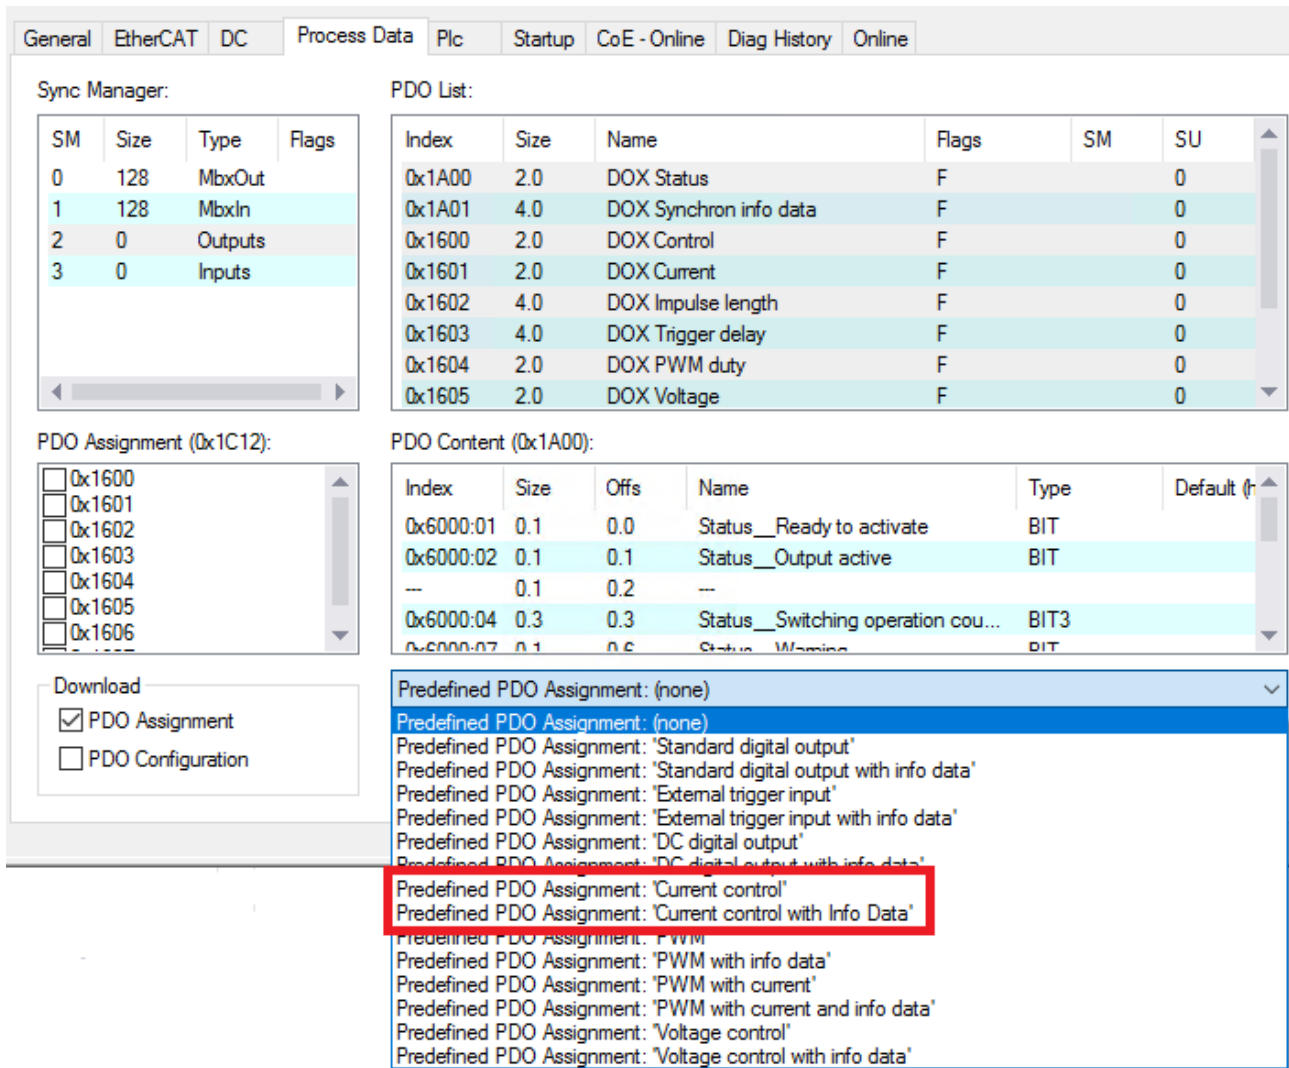 General EtherCAT DC Process Data Plc Startup CoE - Online Diag History Online
Sync Manager:
SM Size Type Flags
0 128 MbxOut
1 128 MbxIn
2 0 Outputs
3 0 Inputs
PDO List:
Index Size Name Flags SM SU
0x1A00 2.0 DOX Status F 0
0x1A01 4.0 DOX Synchron info data F 0
0x1600 2.0 DOX Control F 0
0x1601 2.0 DOX Current F 0
0x1602 4.0 DOX Impulse length F 0
0x1603 4.0 DOX Trigger delay F 0
0x1604 2.0 DOX PWM duty F 0
0x1605 2.0 DOX Voltage F 0
PDO Assignment (0x1C12):
0x1600
0x1601
0x1602
0x1603
0x1604
0x1605
0x1606
PDO Content (0x1A00):
Index Size Offs Name Type Default (h
0x6000:01 0.1 0.0 Status__Ready to activate BIT
0x6000:02 0.1 0.1 Status__Output active BIT
--- 0.1 0.2 ---
0x6000:04 0.3 0.3 Status__Switching operation cou... BIT3
0x6000:07 0.1 0.6 Status__Warning BIT
Download
PDO Assignment
PDO Configuration
Predefined PDO Assignment: (none)
Predefined PDO Assignment: (none)
Predefined PDO Assignment: 'Standard digital output'
Predefined PDO Assignment: 'Standard digital output with info data'
Predefined PDO Assignment: 'External trigger input'
Predefined PDO Assignment: 'External trigger input with info data'
Predefined PDO Assignment: 'DC digital output'
Predefined PDO Assignment: 'DC digital output with info data'
Predefined PDO Assignment: 'Current control'
Predefined PDO Assignment: 'Current control with Info Data'
Predefined PDO Assignment: 'PWM'
Predefined PDO Assignment: 'PWM with info data'
Predefined PDO Assignment: 'PWM with current'
Predefined PDO Assignment: 'PWM with current and info data'
Predefined PDO Assignment: 'Voltage control'
Predefined PDO Assignment: 'Voltage control with info data'